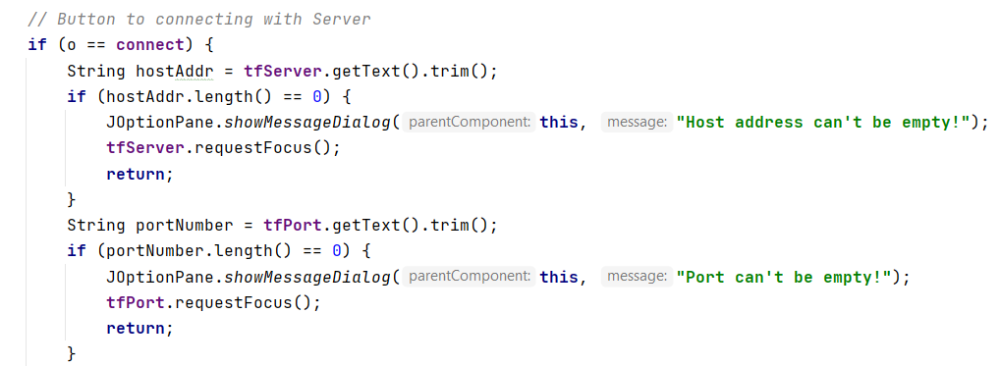 // Button to connecting with Server
if (o == connect) {
String hostAddr = tfServer.getText().trim();
if (hostAddr.length() == 0) {
JOptionPane.showMessageDialog( parentComponent: this, message: "Host address can't be empty!");
tfServer.requestFocus();
return;
}
String portNumber = tfPort.getText().trim();
if (portNumber.length() == 0) {
JOptionPane.showMessageDialog( parentComponent: this, message: "Port can't be empty!");
tfPort.requestFocus();
return;
}